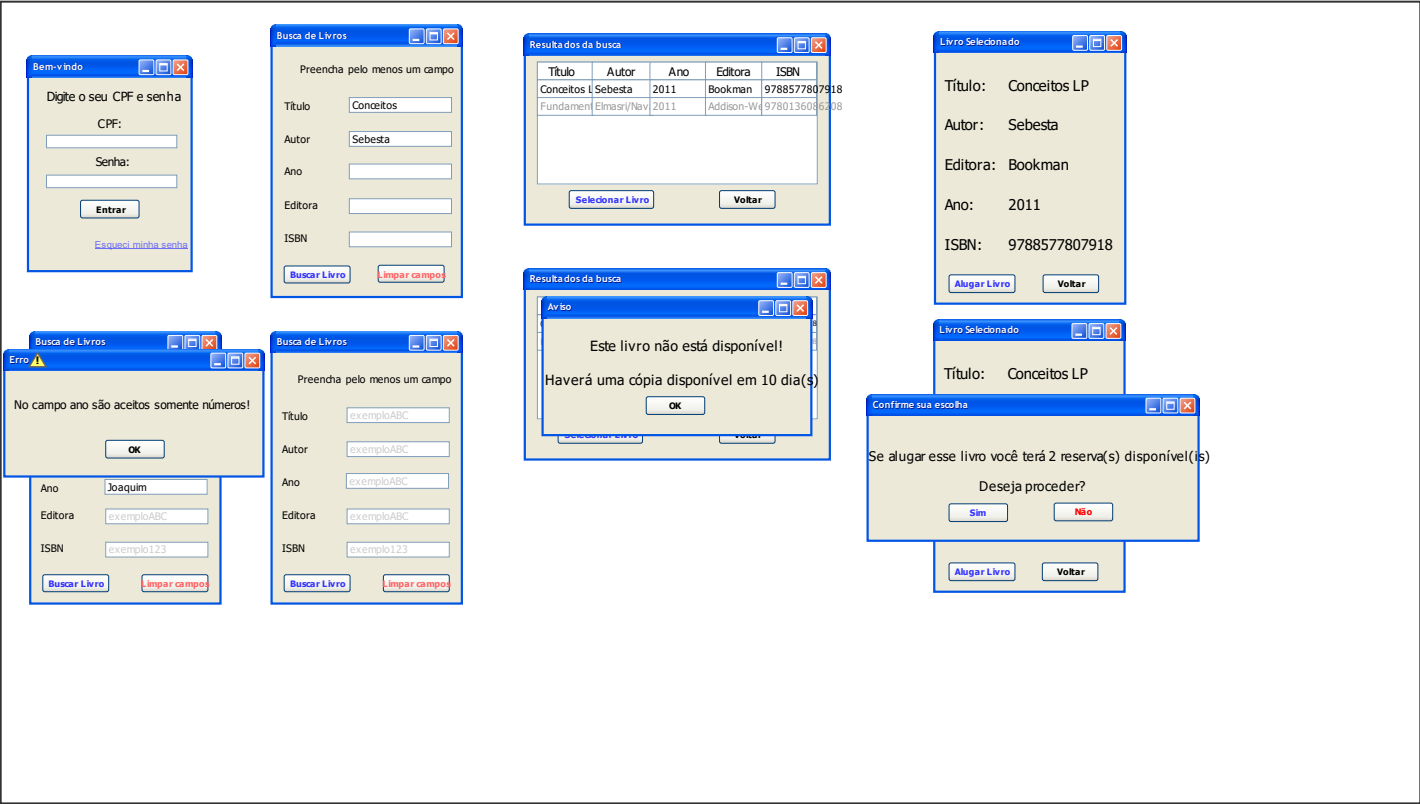 Bem-vindo
Digite o seu CPF e senha
CPF:
Senha:
Entrar
Esqueci minha senha
Busca de Livros
Preencha pelo menos um campo
Título Conceitos
Autor Sebesta
Ano
Editora
ISBN
Buscar Livro Limpar campos
Resultados da busca
Título Autor Ano Editora ISBN
Conceitos L Sebesta 2011 Bookman 9788577807918
Fundament Elmasri/Nav 2011 Addison-We 9780136086208
Selecionar Livro Voltar
Livro Selecionado
Título: Conceitos LP
Autor: Sebesta
Editora: Bookman
Ano: 2011
ISBN: 9788577807918
Alugar Livro Voltar
Busca de Livros
Erro
No campo ano são aceitos somente números!
OK
Ano Joaquim
Editora exemploABC
ISBN exemplo123
Buscar Livro Limpar campos
Busca de Livros
Preencha pelo menos um campo
Título exemploABC
Autor exemploABC
Ano exemploABC
Editora exemploABC
ISBN exemplo123
Buscar Livro Limpar campos
Resultados da busca
Aviso
Este livro não está disponível!
Haverá uma cópia disponível em 10 dia(s)
OK
Selecionar Livro Voltar
Livro Selecionado
Título: Conceitos LP
Confirme sua escolha
Se alugar esse livro você terá 2 reserva(s) disponível(is)
Deseja proceder?
Sim Não
Alugar Livro Voltar